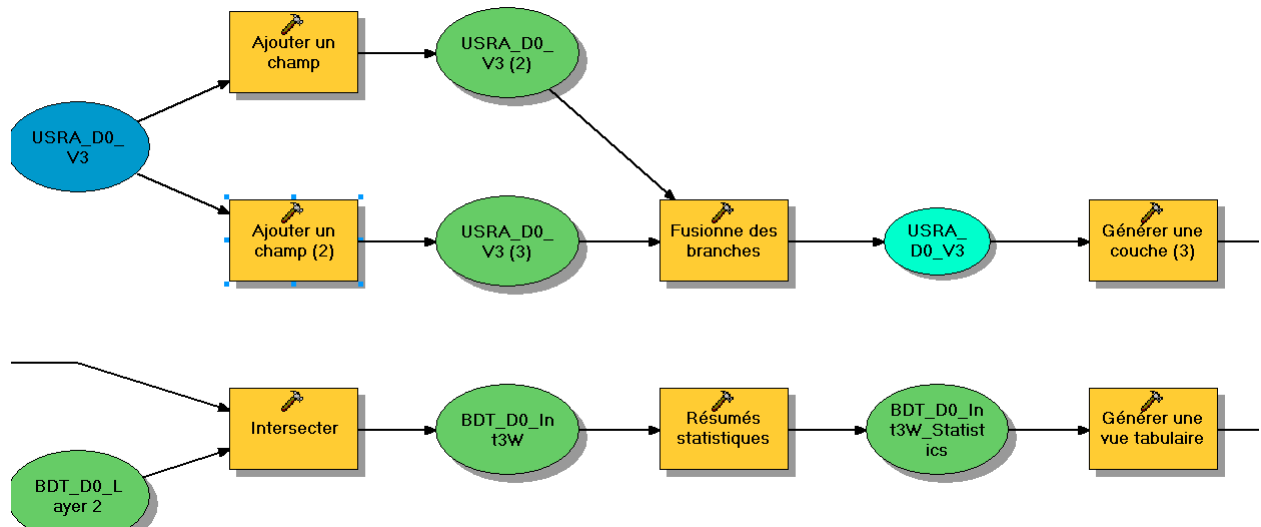 Ajouter un
champ
USRA_D0_
V3 (2)
USRA_D0_
V3
Ajouter un
champ (2)
USRA_D0_
V3 (3)
Fusionne des
branches
USRA_
D0_V3
Générer une
couche (3)
Intersecter
BDT_D0_In
t3W
Résumés
statistiques
BDT_D0_In
t3W_Statist
ics
Générer une
vue tabulaire
BDT_D0_L
ayer 2